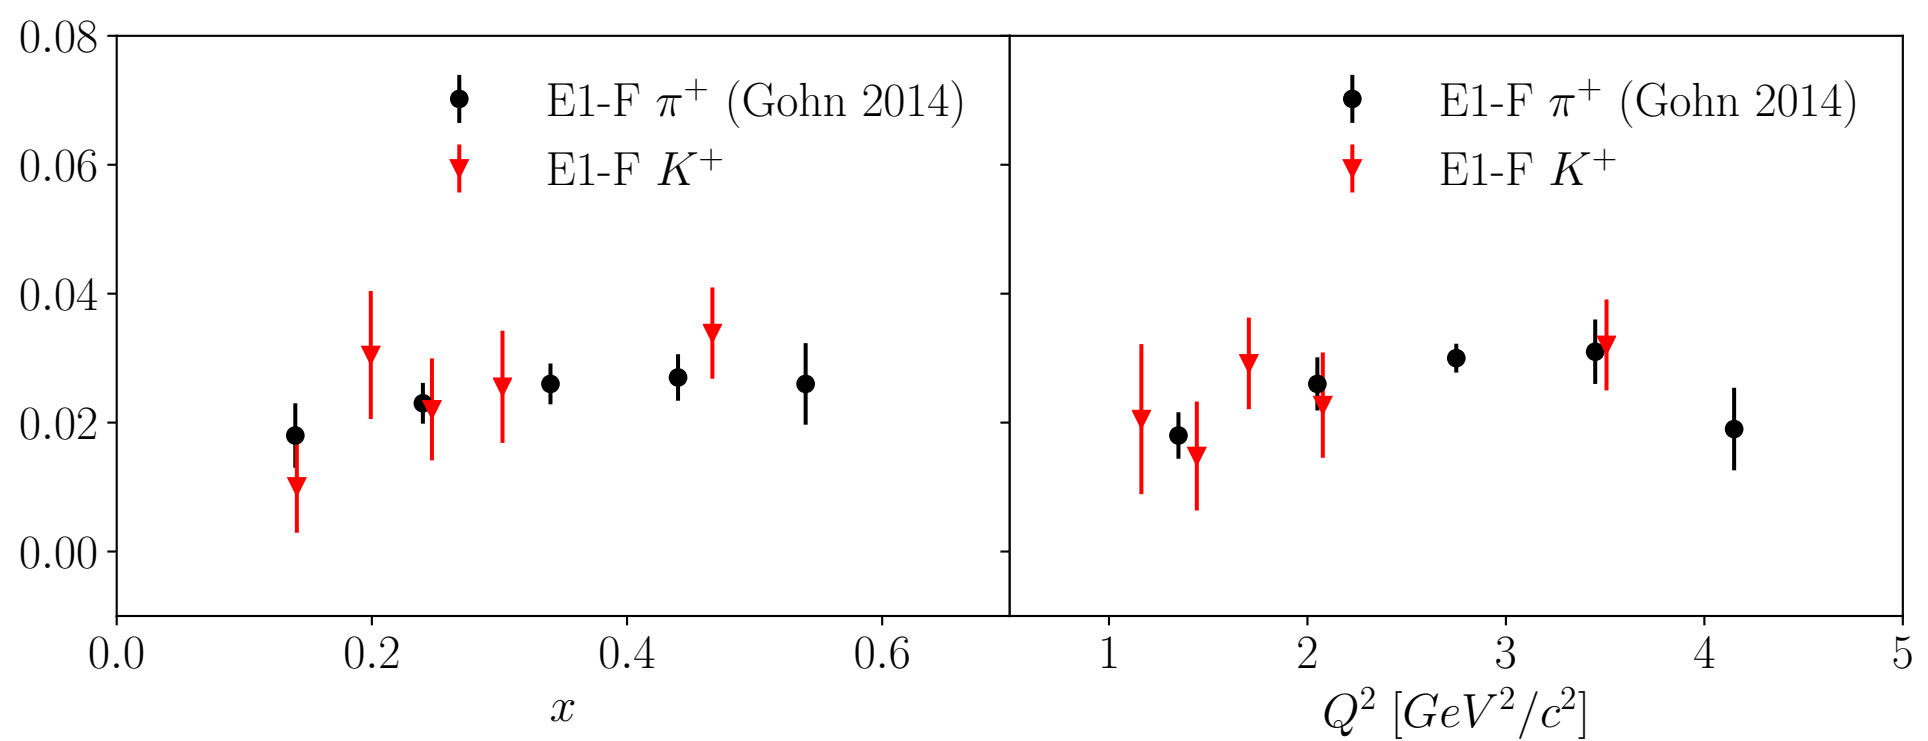 0.08
0.06
0.04
0.02
0.00
E1-F π⁺ (Gohn 2014)
E1-F K⁺
0.0 0.2 0.4 0.6
x
E1-F π⁺ (Gohn 2014)
E1-F K⁺
1 2 3 4 5
Q² [GeV²/c²]